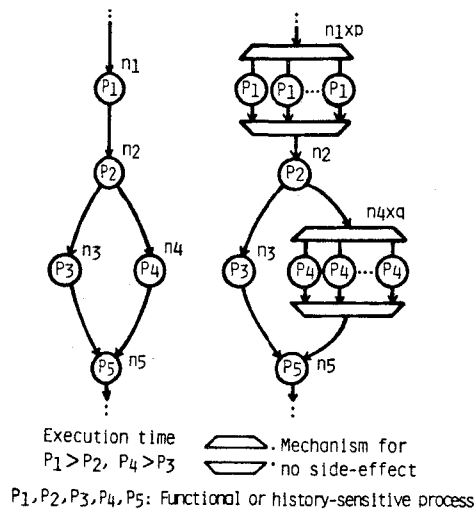 n1
P1
n2
P2
n3
n4
P3
P4
n5
P5
n1xp
P1 P1 ... P1
n2
P2
n4xq
n3
P3
P4 P4 ... P4
n5
P5
Execution time
P1>P2, P4>P3
: Mechanism for
no side-effect
P1,P2,P3,P4,P5: Functional or history-sensitive process